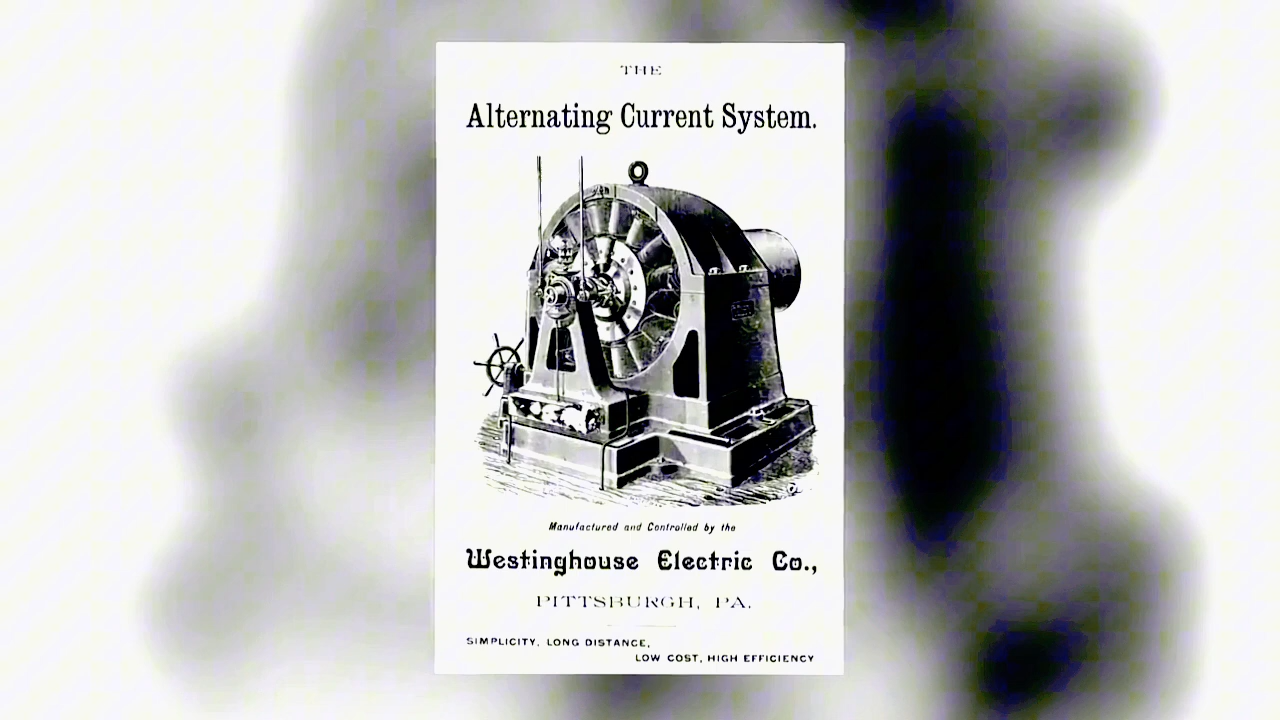 THE
Alternating Current System.
Manufactured and Controlled by the
Westinghouse Electric Co.,
PITTSBURGH, PA.
SIMPLICITY, LONG DISTANCE,
LOW COST, HIGH EFFICIENCY